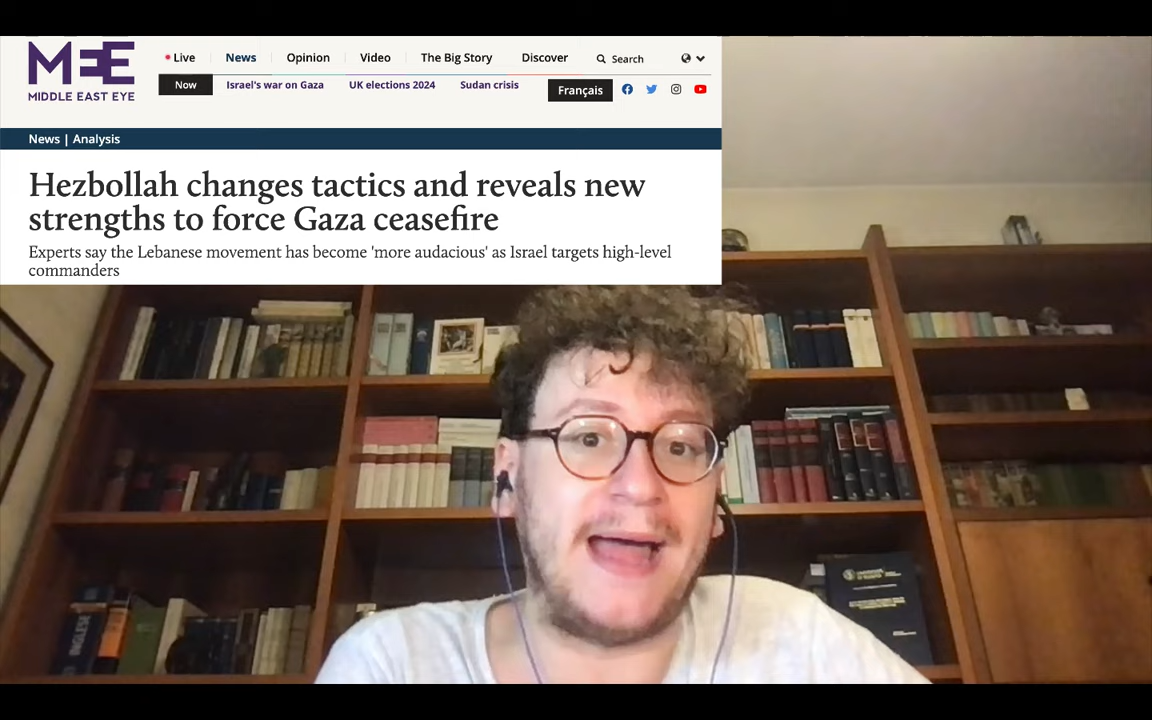 MEE
MIDDLE EAST EYE
Live News Opinion Video The Big Story Discover Search
Now Israel's war on Gaza UK elections 2024 Sudan crisis Français
News | Analysis
Hezbollah changes tactics and reveals new
strengths to force Gaza ceasefire
Experts say the Lebanese movement has become 'more audacious' as Israel targets high-level
commanders
INGLESE